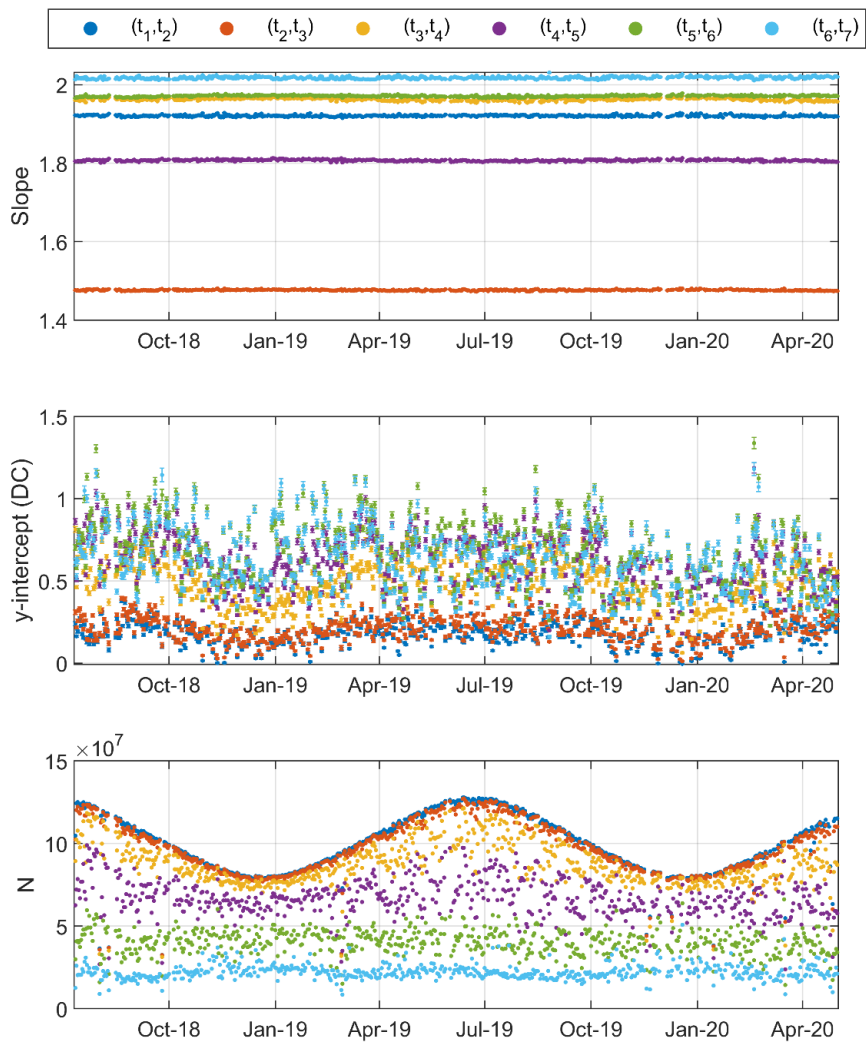 (t1,t2) (t2,t3) (t3,t4) (t4,t5) (t5,t6) (t6,t7)
2
1.8
1.6
1.4
Slope
Oct-18 Jan-19 Apr-19 Jul-19 Oct-19 Jan-20 Apr-20
1.5
1
0.5
0
y-intercept (DC)
Oct-18 Jan-19 Apr-19 Jul-19 Oct-19 Jan-20 Apr-20
×10^7
15
10
5
0
N
Oct-18 Jan-19 Apr-19 Jul-19 Oct-19 Jan-20 Apr-20